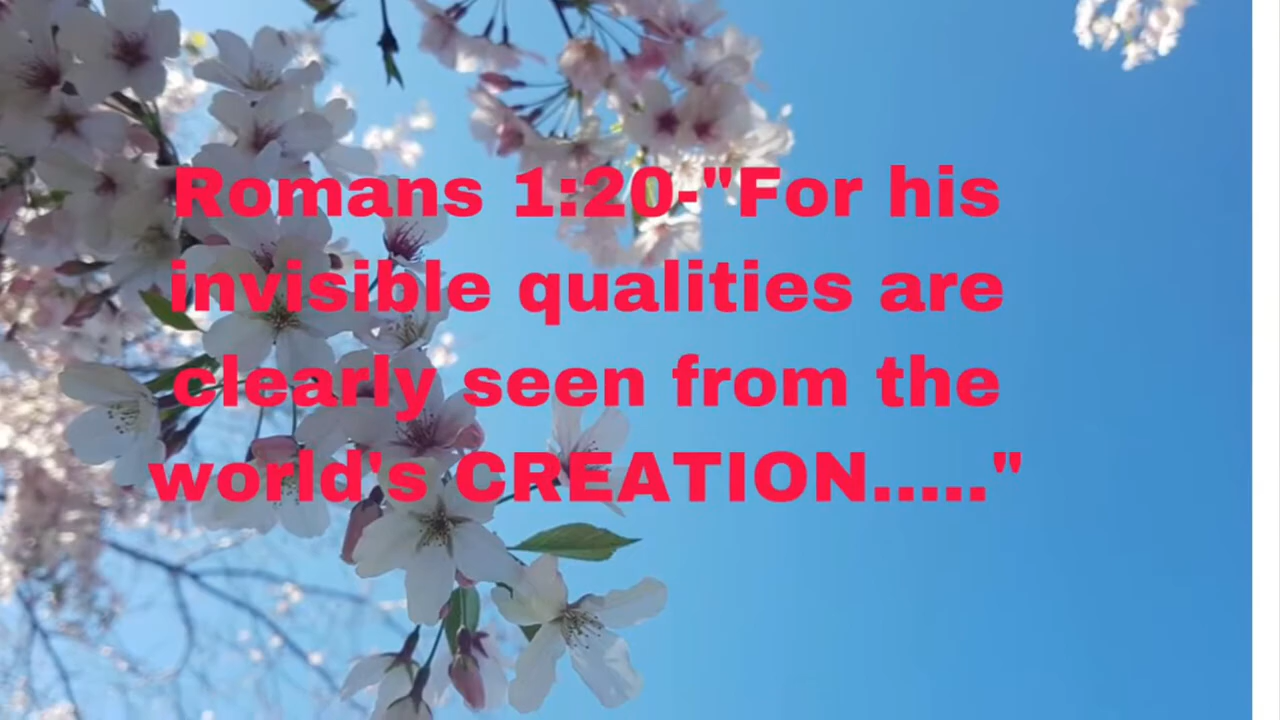 Romans 1:20-"For his
invisible qualities are
clearly seen from the
world's CREATION....."